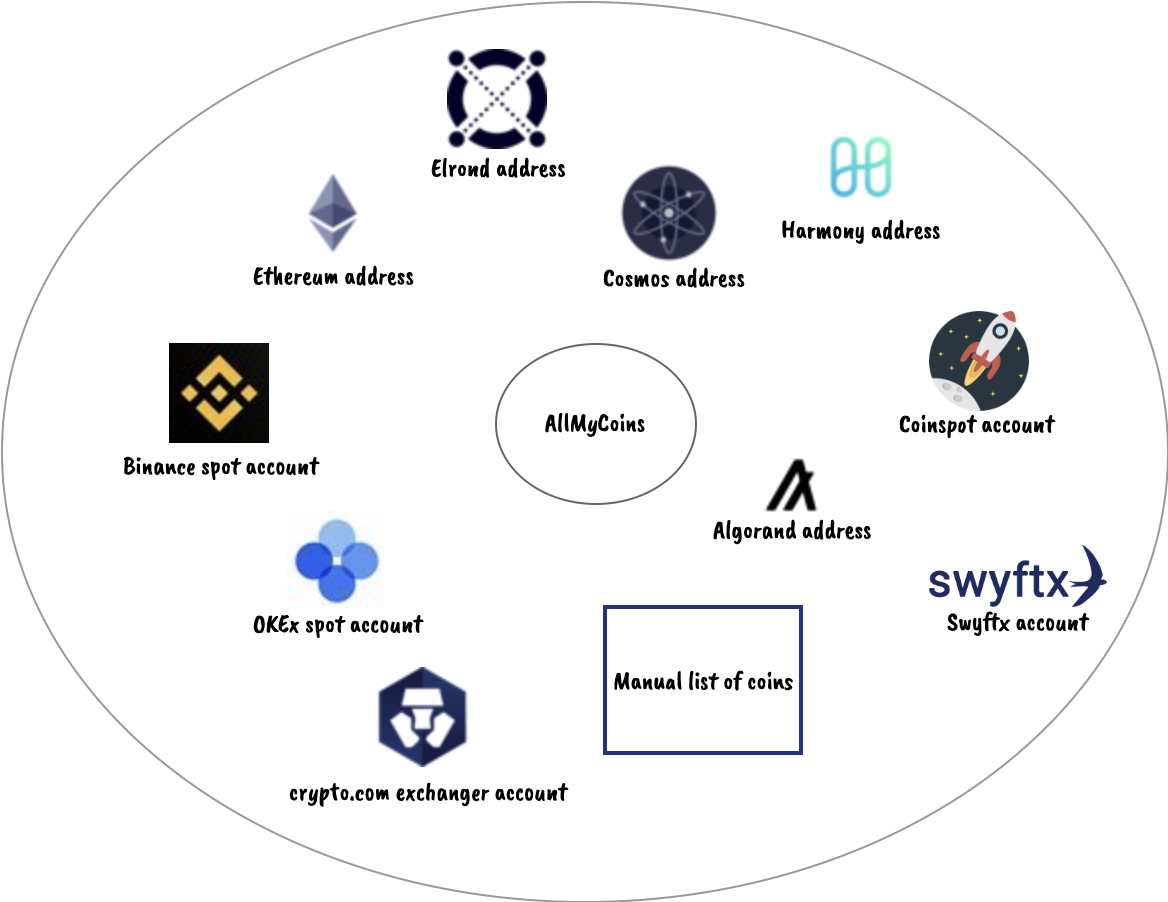 Elrond address
Harmony address
Ethereum address
Cosmos address
Coinspot account
AllMyCoins
Binance spot account
Algorand address
swyftx
Swyftx account
OKEx spot account
Manual list of coins
crypto.com exchanger account